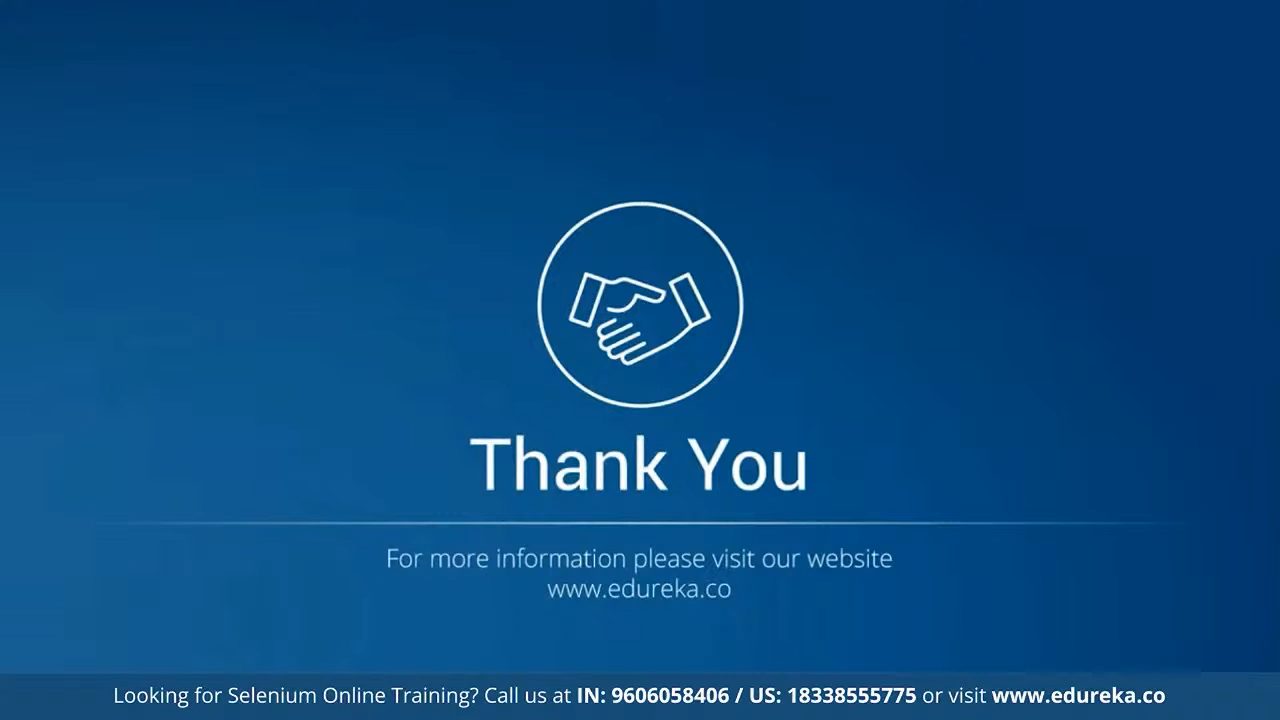 Thank You
For more information please visit our website
www.edureka.co
Looking for Selenium Online Training? Call us at IN: 9606058406 / US: 18338555775 or visit www.edureka.co